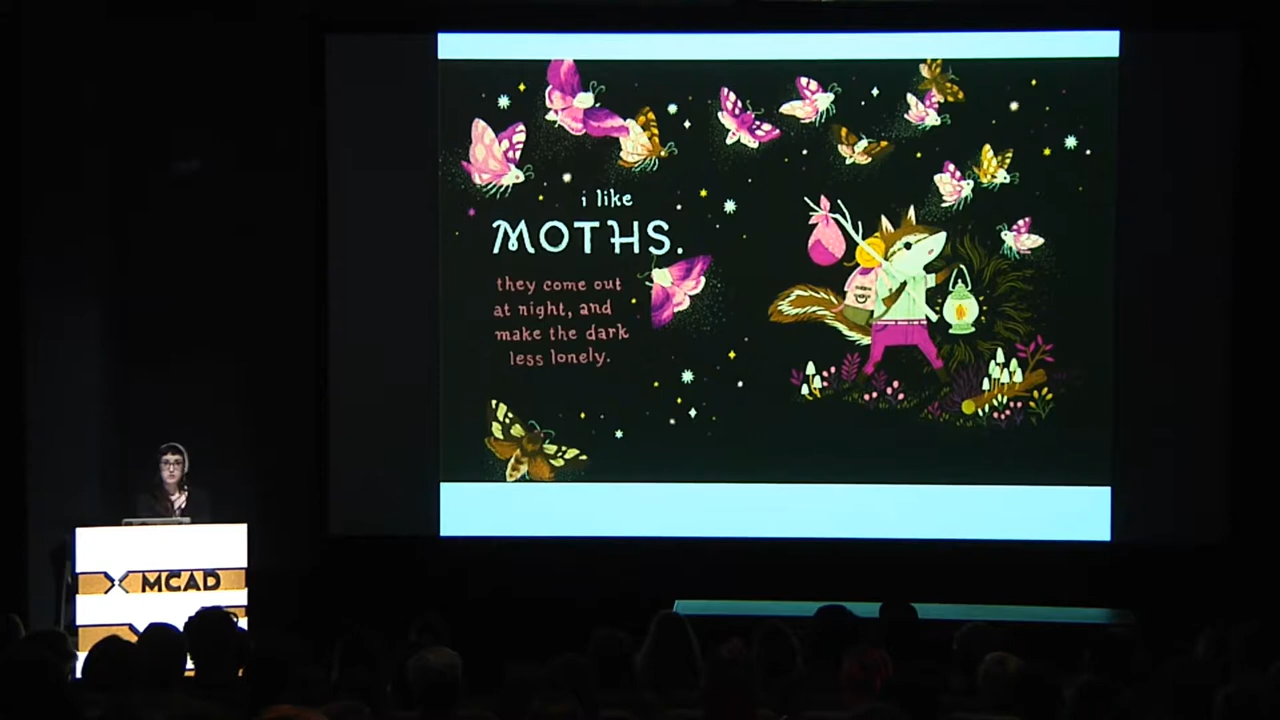 i like
MOTHS.
they come out
at night, and
make the dark
less lonely.
MCAD